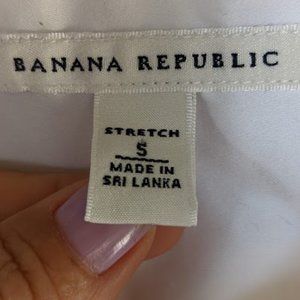 BANANA REPUBLIC
STRETCH
S
MADE IN
SRI LANKA